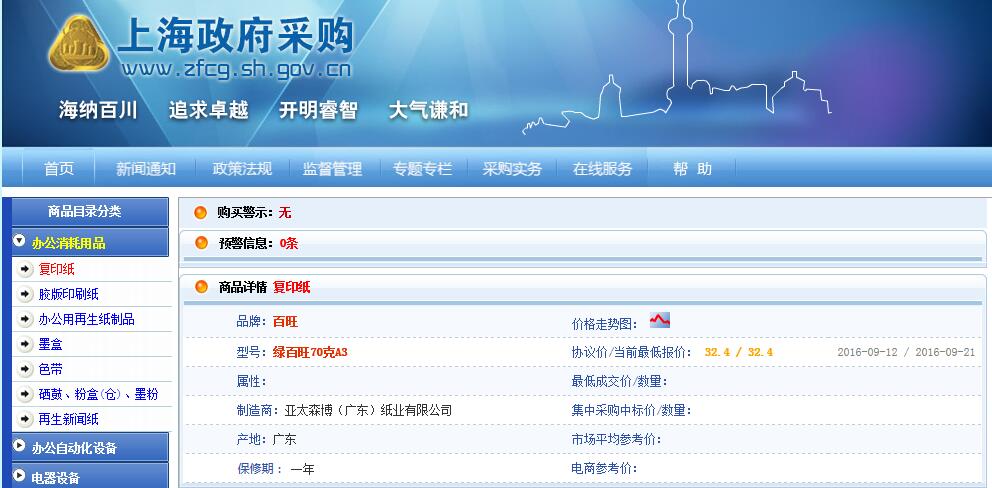 上海政府采购
www.zfcg.sh.gov.cn
海纳百川 追求卓越 开明睿智 大气谦和
首页 新闻通知 政策法规 监督管理 专题专栏 采购实务 在线服务 帮 助
商品目录分类
办公消耗用品
复印纸
胶版印刷纸
办公用再生纸制品
墨盒
色带
硒鼓、粉盒(仓)、墨粉
再生新闻纸
办公自动化设备
电器设备
购买警示：无
预警信息：0条
商品详情 复印纸
品牌：百旺 价格走势图：
型号：绿百旺70克A3 协议价/当前最低报价： 32.4 / 32.4 2016-09-12 / 2016-09-21
属性： 最低成交价/数量：
制造商：亚太森博（广东）纸业有限公司 集中采购中标价/数量：
产地：广东 市场平均参考价：
保修期： 一年 电商参考价：